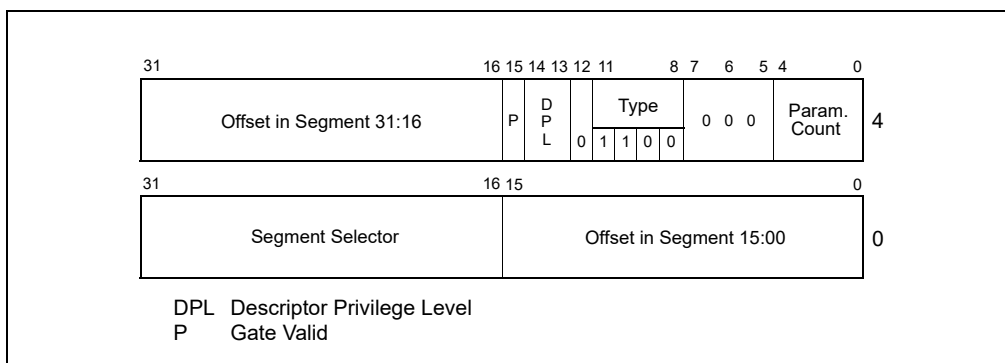 31 16 15 14 13 12 11 8 7 6 5 4 0
Offset in Segment 31:16 P D P L 0 Type 1 1 0 0 0 0 0 Param. Count 4
31 16 15 0
Segment Selector Offset in Segment 15:00 0
DPL Descriptor Privilege Level
P Gate Valid